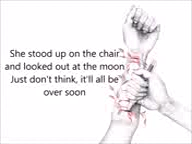 She stood up on the chair
and looked out at the moon
Just don't think, it'll all be
over soon